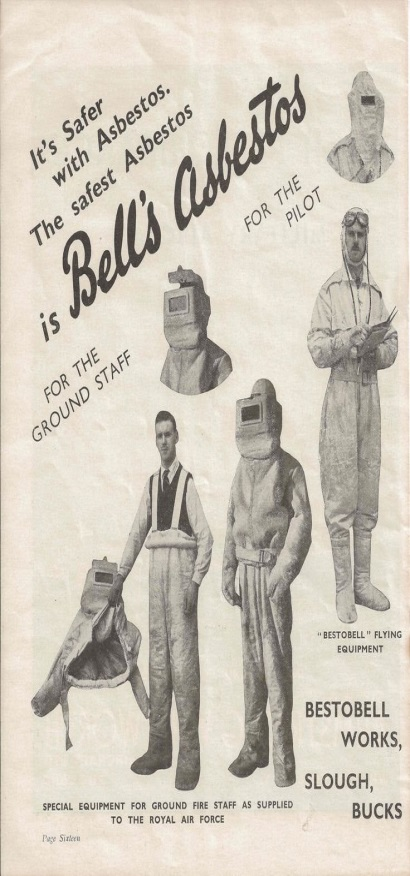 It's Safer
with Asbestos.
The safest Asbestos
is Bell's Asbestos
FOR THE
PILOT
FOR THE
GROUND STAFF
"BESTOBELL" FLYING
EQUIPMENT
BESTOBELL
WORKS,
SLOUGH,
BUCKS
SPECIAL EQUIPMENT FOR GROUND FIRE STAFF AS SUPPLIED
TO THE ROYAL AIR FORCE
Page Sixteen